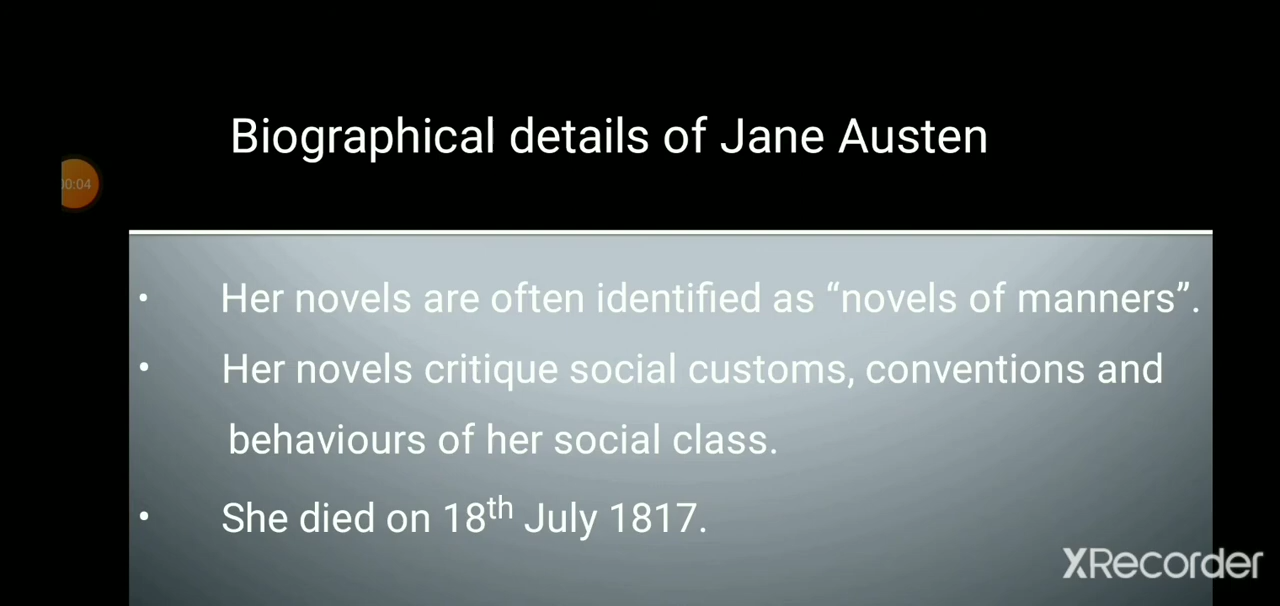 Biographical details of Jane Austen
00:04
• Her novels are often identified as “novels of manners”.
• Her novels critique social customs, conventions and
behaviours of her social class.
• She died on 18th July 1817.
XRecorder